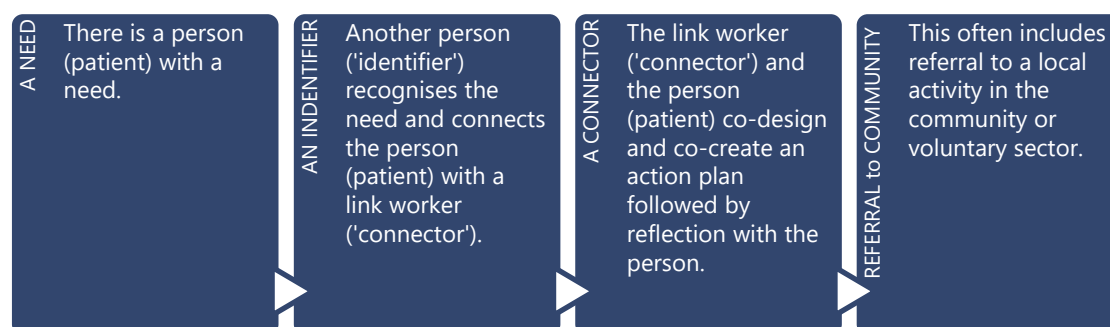 A NEED
There is a person
(patient) with a
need.
AN INDENTIFIER
Another person
('identifier')
recognises the
need and connects
the person
(patient) with a
link worker
('connector').
A CONNECTOR
The link worker
('connector') and
the person
(patient) co-design
and co-create an
action plan
followed by
reflection with the
person.
REFERRAL to COMMUNITY
This often includes
referral to a local
activity in the
community or
voluntary sector.